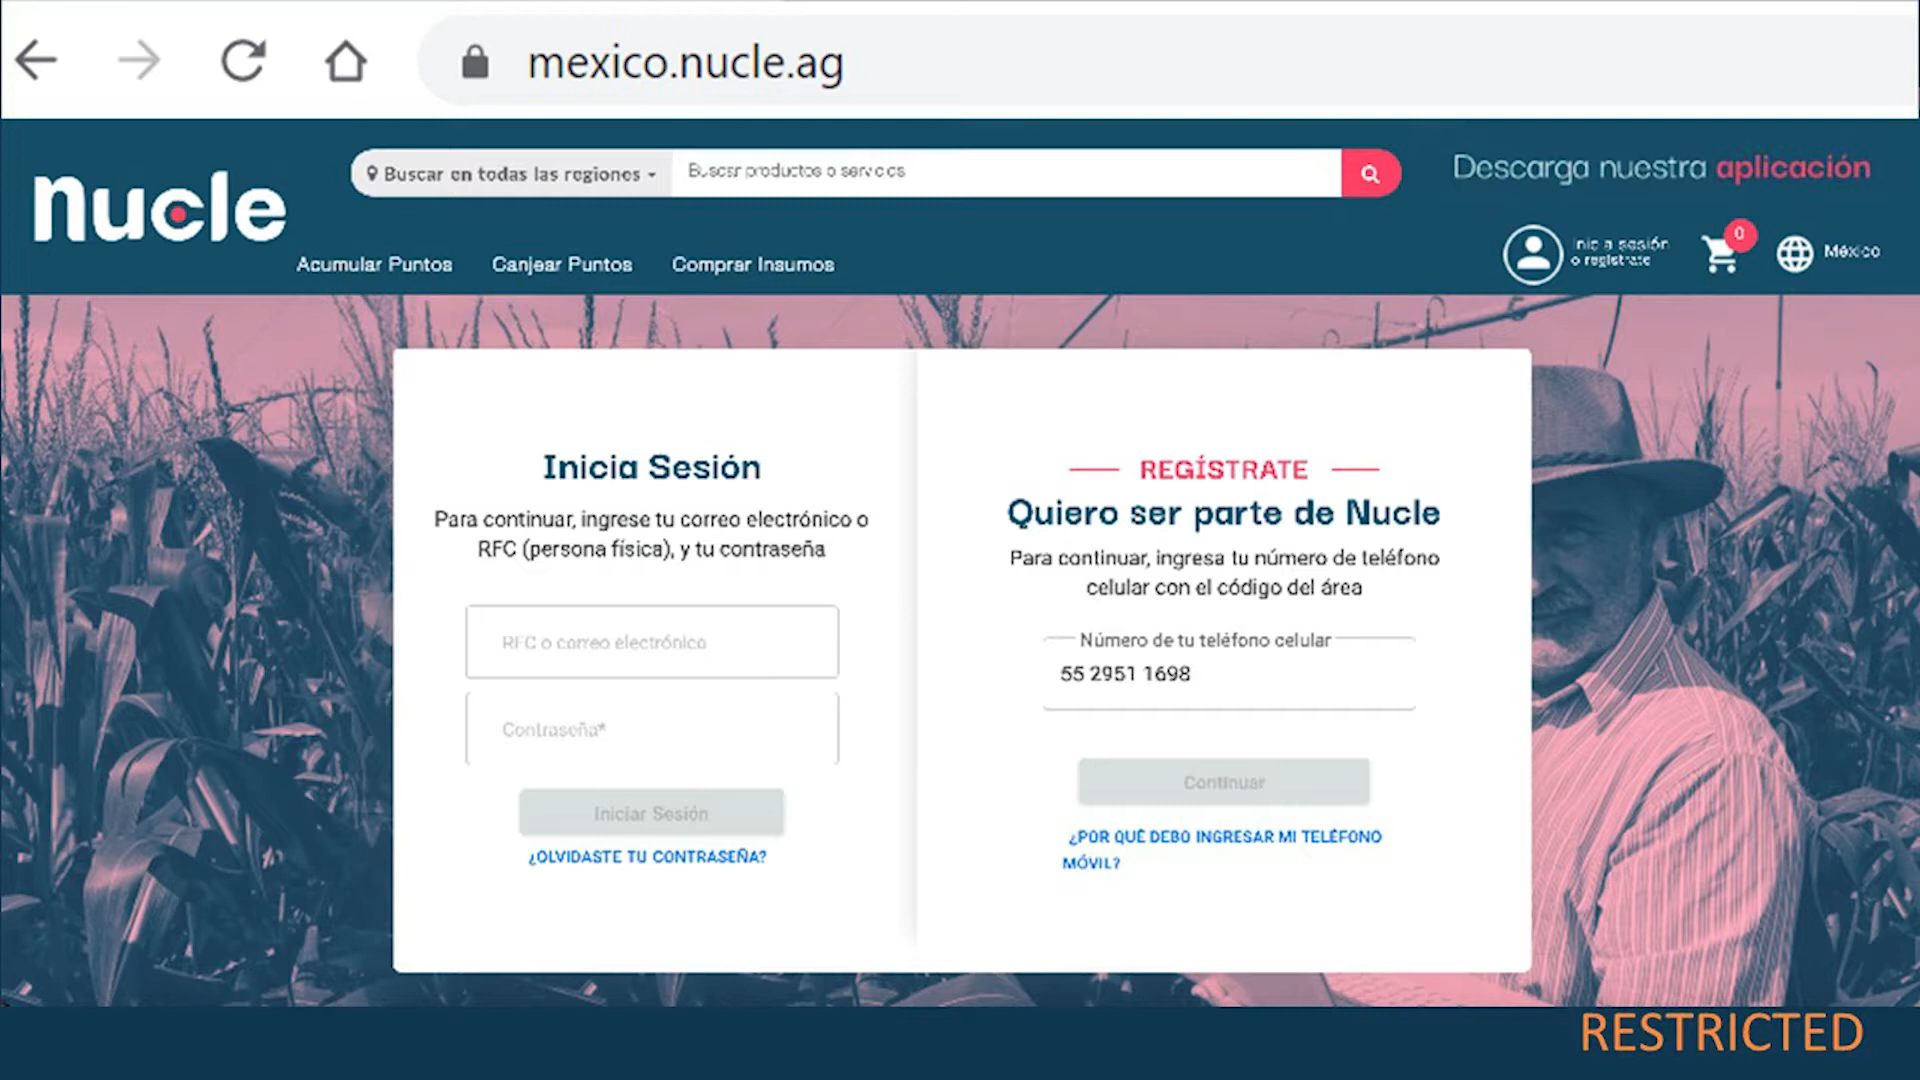 mexico.nucle.ag
nucle
Buscar en todas las regiones
Buscar productos o servicios
Descarga nuestra aplicación
Acumular Puntos
Canjear Puntos
Comprar Insumos
Inicia sesión
o regístrate
0
México
Inicia Sesión
Para continuar, ingrese tu correo electrónico o
RFC (persona física), y tu contraseña
RFC o correo electrónico
Contraseña*
Iniciar Sesión
¿OLVIDASTE TU CONTRASEÑA?
REGÍSTRATE
Quiero ser parte de Nucle
Para continuar, ingresa tu número de teléfono
celular con el código del área
Número de tu teléfono celular
55 2951 1698
Continuar
¿POR QUÉ DEBO INGRESAR MI TELÉFONO
MÓVIL?
RESTRICTED